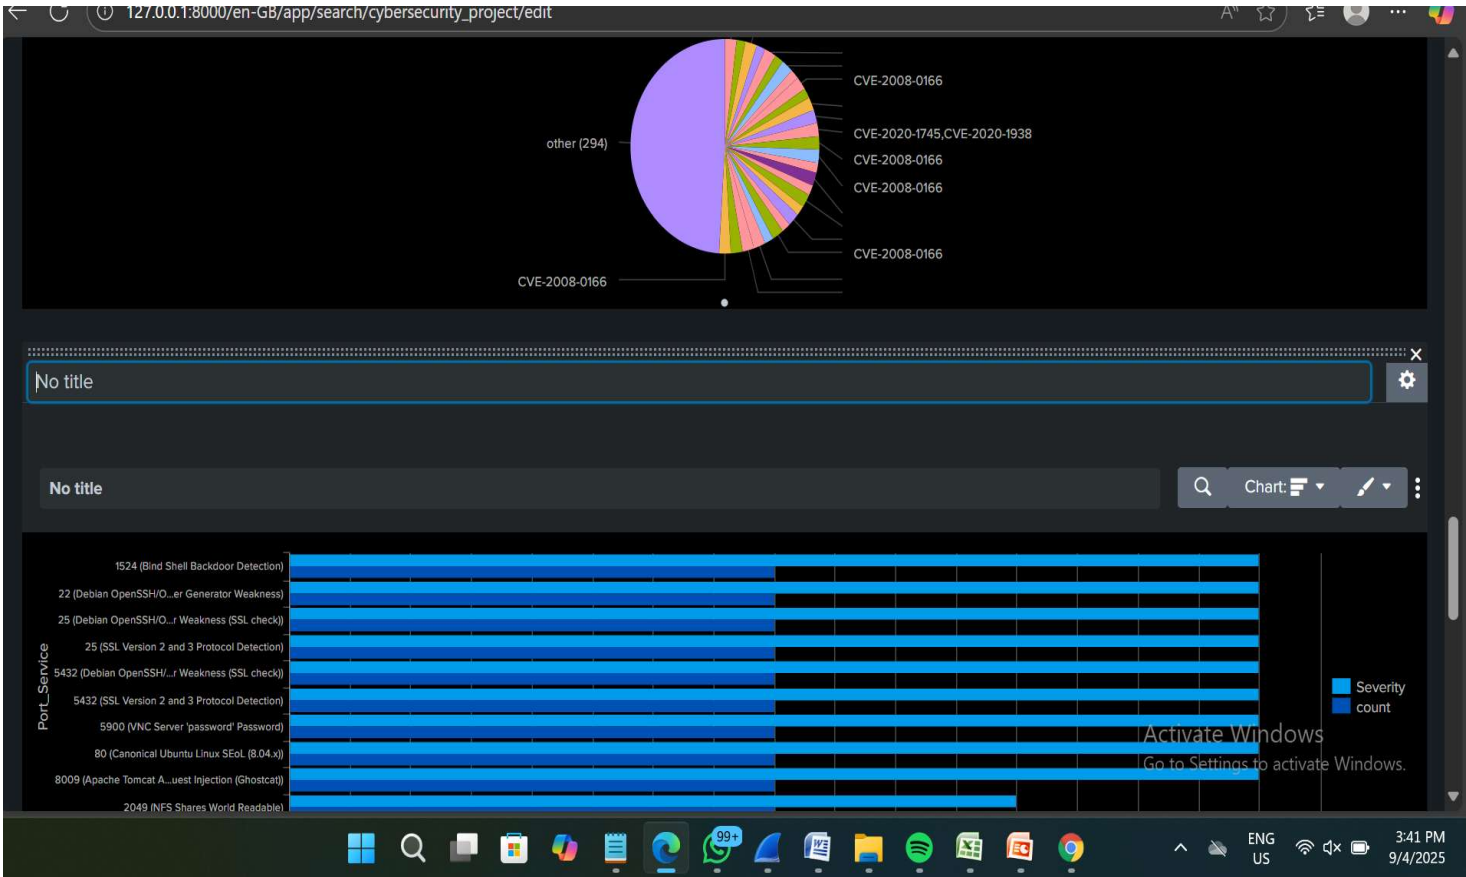 127.0.0.1:8000/en-GB/app/search/cybersecurity_project/edit
CVE-2008-0166
other (294)
CVE-2020-1745,CVE-2020-1938
CVE-2008-0166
CVE-2008-0166
CVE-2008-0166
CVE-2008-0166
No title
No title
Chart:
1524 (Bind Shell Backdoor Detection)
22 (Debian OpenSSH/O...er Generator Weakness)
25 (Debian OpenSSH/O...r Weakness (SSL check))
25 (SSL Version 2 and 3 Protocol Detection)
5432 (Debian OpenSSH/...r Weakness (SSL check))
5432 (SSL Version 2 and 3 Protocol Detection)
5900 (VNC Server 'password' Password)
80 (Canonical Ubuntu Linux SEoL (8.04.x))
8009 (Apache Tomcat A...uest Injection (Ghostcat))
2049 (NFS Shares World Readable)
Port_Service
Severity
count
Activate Windows
Go to Settings to activate Windows.
99+
ENG
US
3:41 PM
9/4/2025